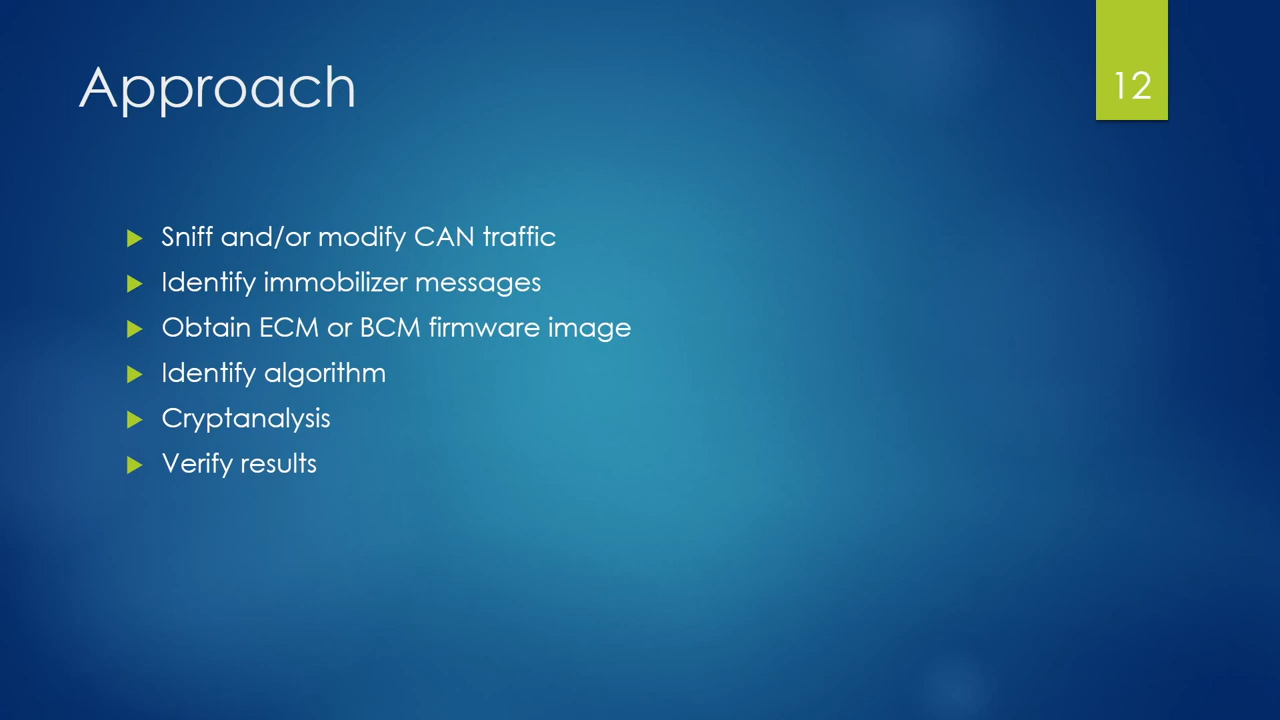 Approach
12
Sniff and/or modify CAN traffic
Identify immobilizer messages
Obtain ECM or BCM firmware image
Identify algorithm
Cryptanalysis
Verify results